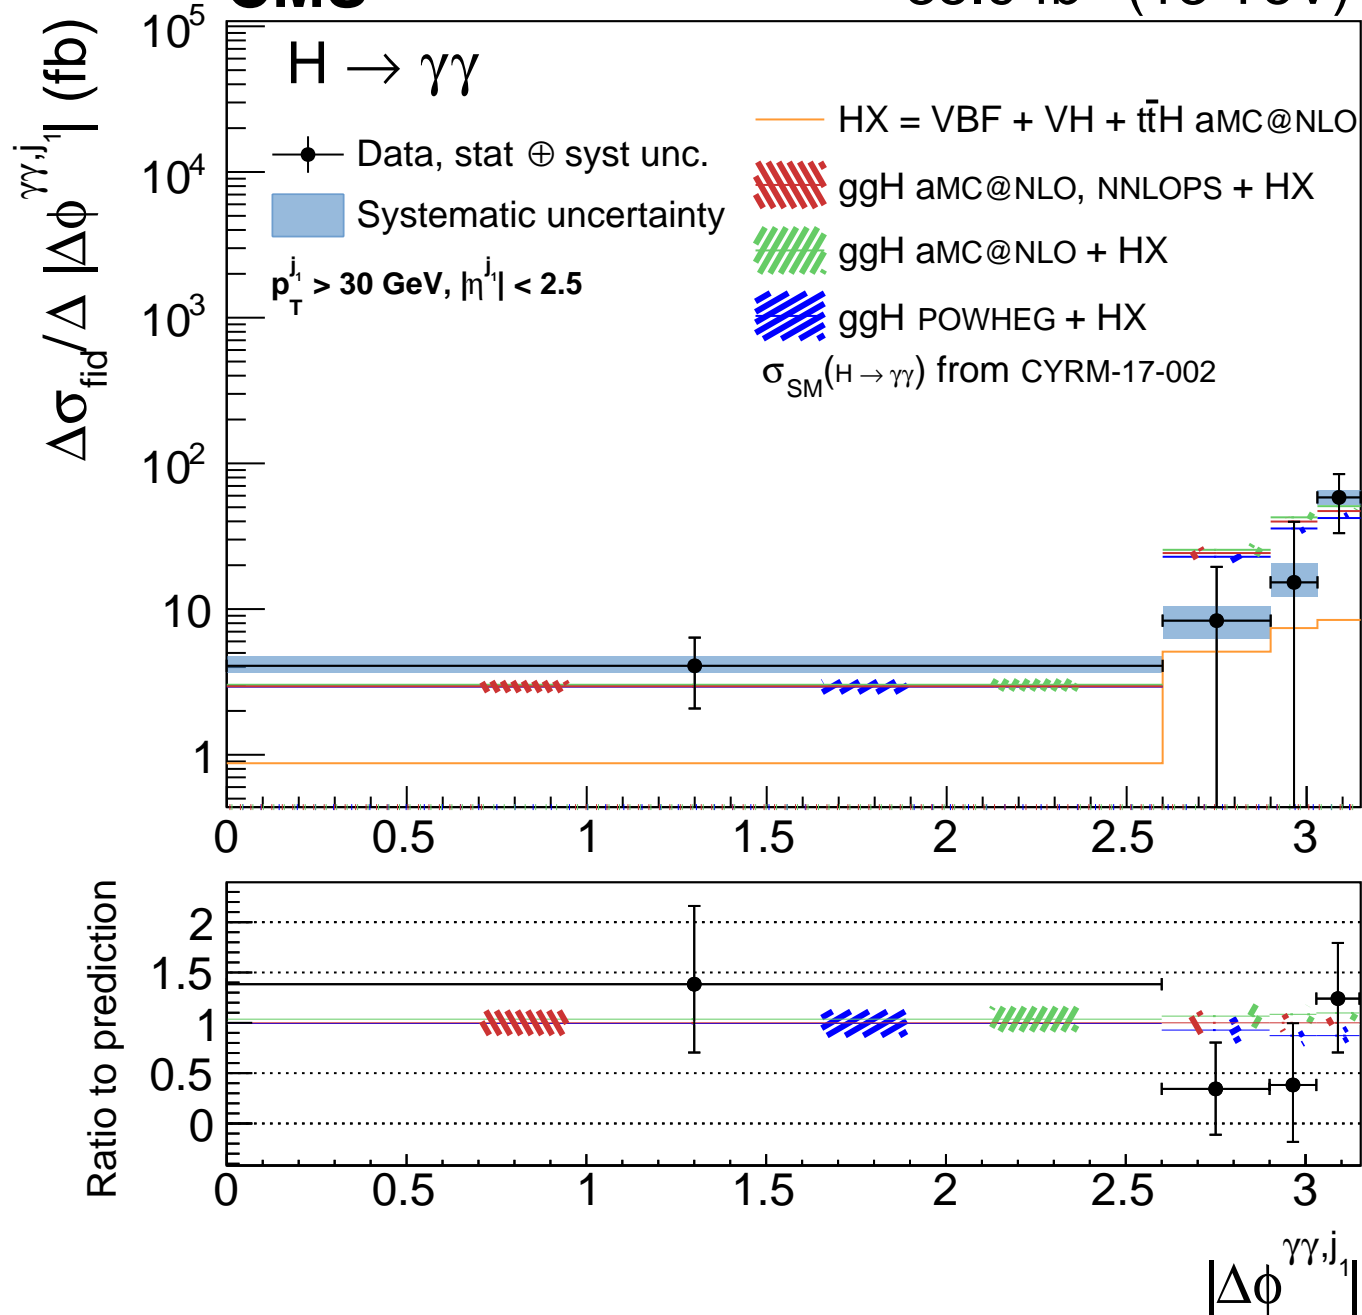 H → γγ
Data, stat ⊕ syst unc.
Systematic uncertainty
p_T^{j_1} > 30 GeV, |η^{j_1}| < 2.5
HX = VBF + VH + tt̄H aMC@NLO
ggH aMC@NLO, NNLOPS + HX
ggH aMC@NLO + HX
ggH POWHEG + HX
σ_SM(H → γγ) from CYRM-17-002
Δσ_fid/Δ |Δϕ^{γγ,j_1}| (fb)
10^5
10^4
10^3
10^2
10
1
0 0.5 1 1.5 2 2.5 3
Ratio to prediction
2
1.5
1
0.5
0
0 0.5 1 1.5 2 2.5 3
|Δϕ^{γγ,j_1}|